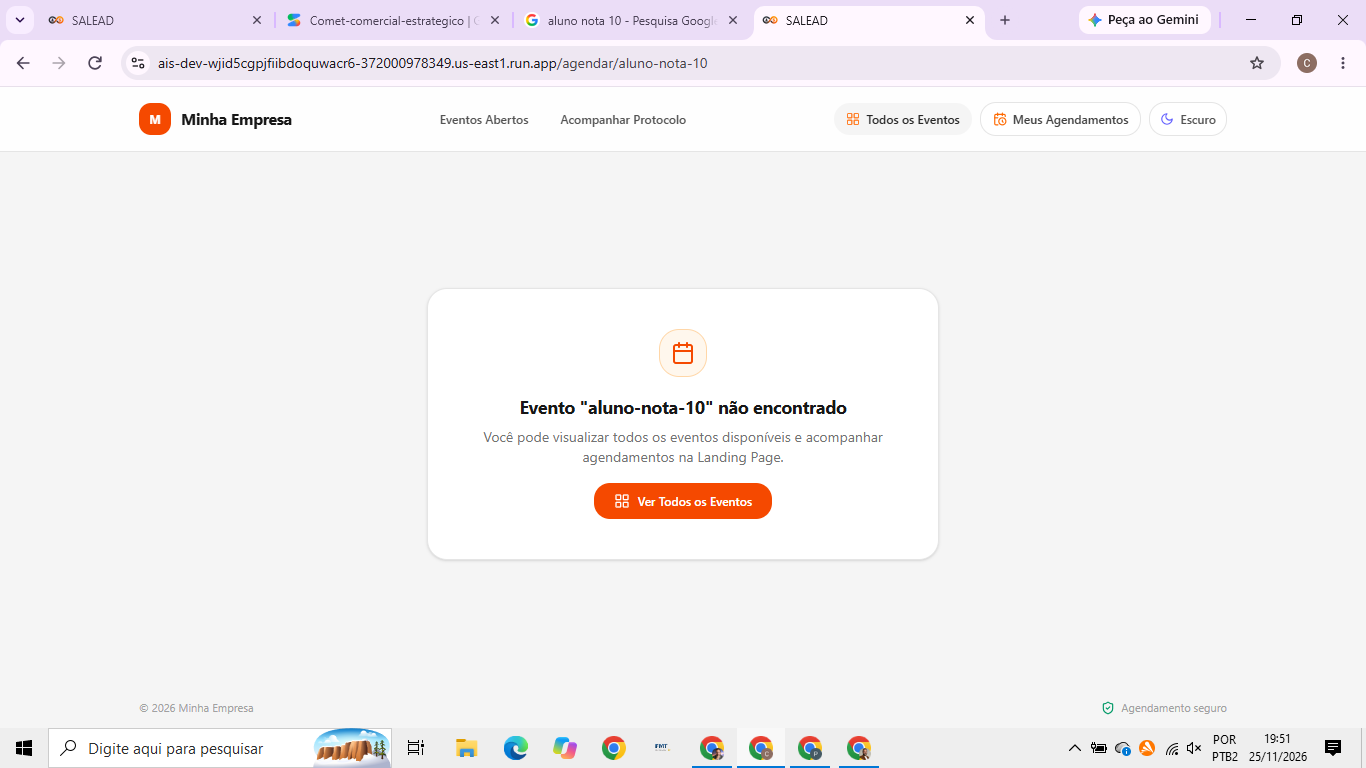 SALEAD
Comet-comercial-estrategico | G
aluno nota 10 - Pesquisa Google
SALEAD
Peça ao Gemini
ais-dev-wjid5cgpjfiibdoquwacr6-372000978349.us-east1.run.app/agendar/aluno-nota-10
C
M
Minha Empresa
Eventos Abertos
Acompanhar Protocolo
Todos os Eventos
Meus Agendamentos
Escuro
Evento "aluno-nota-10" não encontrado
Você pode visualizar todos os eventos disponíveis e acompanhar
agendamentos na Landing Page.
Ver Todos os Eventos
© 2026 Minha Empresa
Agendamento seguro
Digite aqui para pesquisar
FMT
C
P
POR
PTB2
19:51
25/11/2026